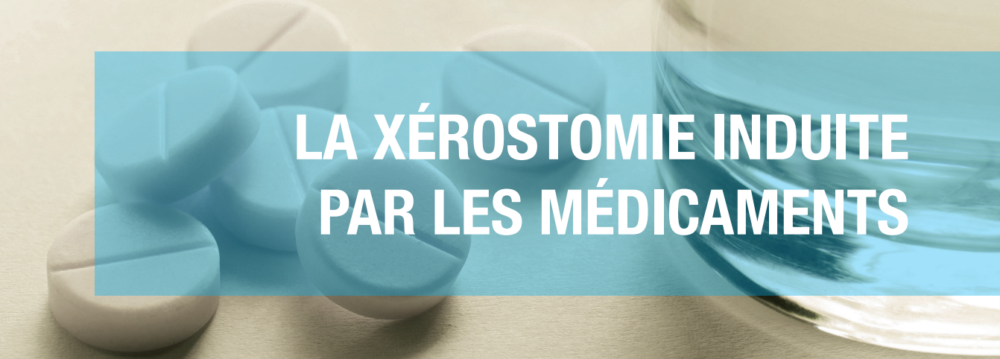 LA XÉROSTOMIE INDUITE
PAR LES MÉDICAMENTS